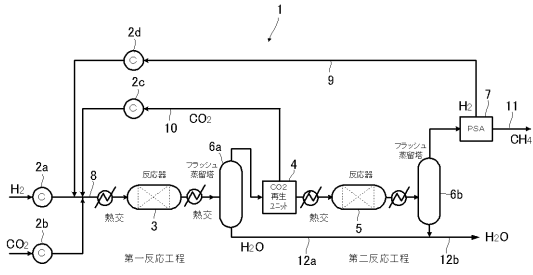 1
2d
C
9
2c
C
10
CO2
H2
7
PSA
11
CH4
フラッシュ
蒸留塔
6a
4
CO2
再生
ユニット
フラッシュ
蒸留塔
6b
2a
H2
C
8
反応器
反応器
熱交
3
熱交
熱交
5
熱交
2b
CO2
C
H2O
H2O
第一反応工程
12a
第二反応工程
12b